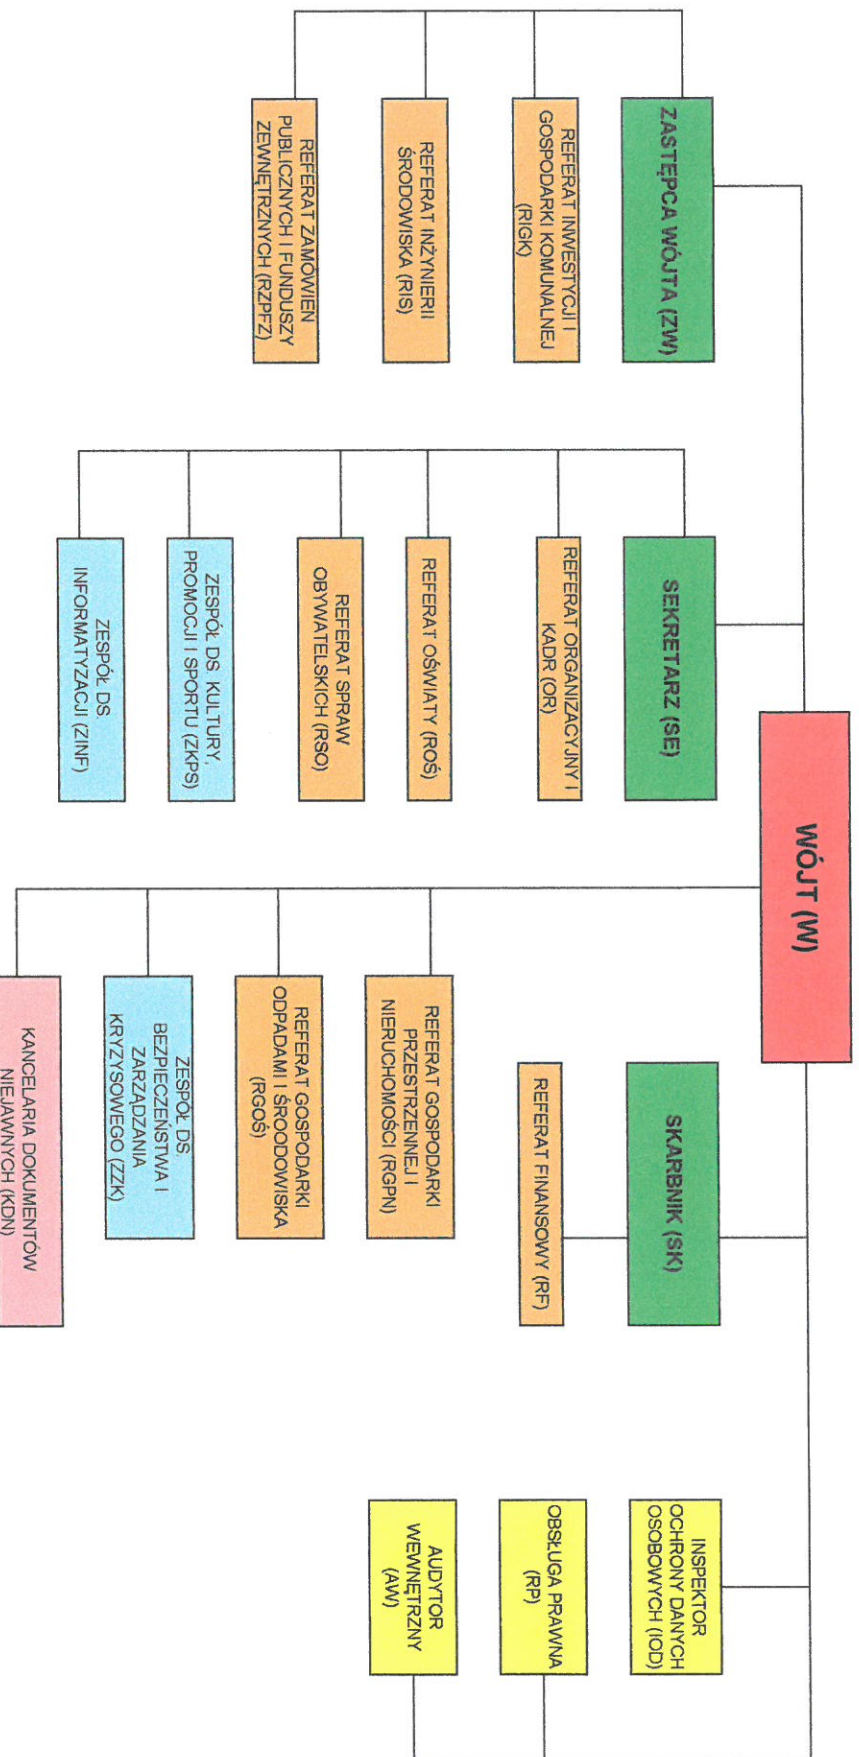 WÓJT (W)
ZASTĘPCA WÓJTA (ZW)
REFERAT INWESTYCJI I
GOSPODARKI KOMUNALNEJ
(RIGK)
REFERAT INŻYNIERII
ŚRODOWISKA (RIS)
REFERAT ZAMÓWIEN
PUBLICZNYCH I FUNDUSZY
ZEWNĘTRZNYCH (RZPFZ)
SEKRETARZ (SE)
REFERAT ORGANIZACYJNY I
KADR (OR)
REFERAT OŚWIATY (ROŚ)
REFERAT SPRAW
OBYWATELSKICH (RSO)
ZESPÓŁ DS. KULTURY,
PROMOCJI I SPORTU (ZKPS)
ZESPÓŁ DS.
INFORMATYZACJI (ZINF)
SKARBNIK (SK)
REFERAT FINANSOWY (RF)
REFERAT GOSPODARKI
PRZESTRZENNEJ I
NIERUCHOMOŚCI (RGPN)
REFERAT GOSPODARKI
ODPADAMI I ŚROODOWISKA
(RGOŚ)
ZESPÓŁ DS.
BEZPIECZEŃSTWA I
ZARZĄDZANIA
KRYZYSOWEGO (ZZK)
KANCELARIA DOKUMENTÓW
NIEJAWNYCH (KDN)
INSPEKTOR
OCHRONY DANYCH
OSOBOWYCH (IOD)
OBSŁUGA PRAWNA
(RP)
AUDYTOR
WEWNĘTRZNY
(AW)